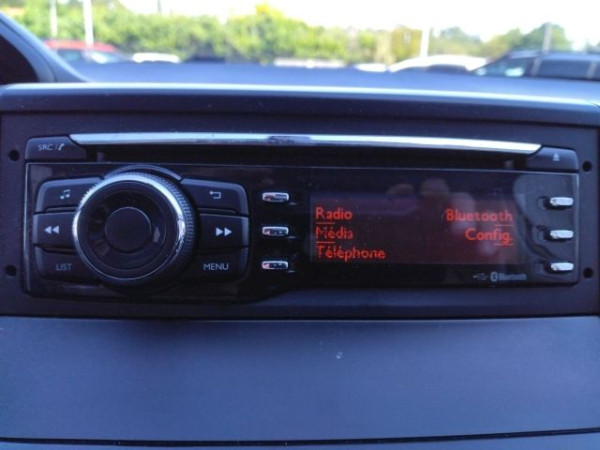 SRC/
LIST
MENU
Radio Bluetooth
Média Config.
Téléphone
Bluetooth